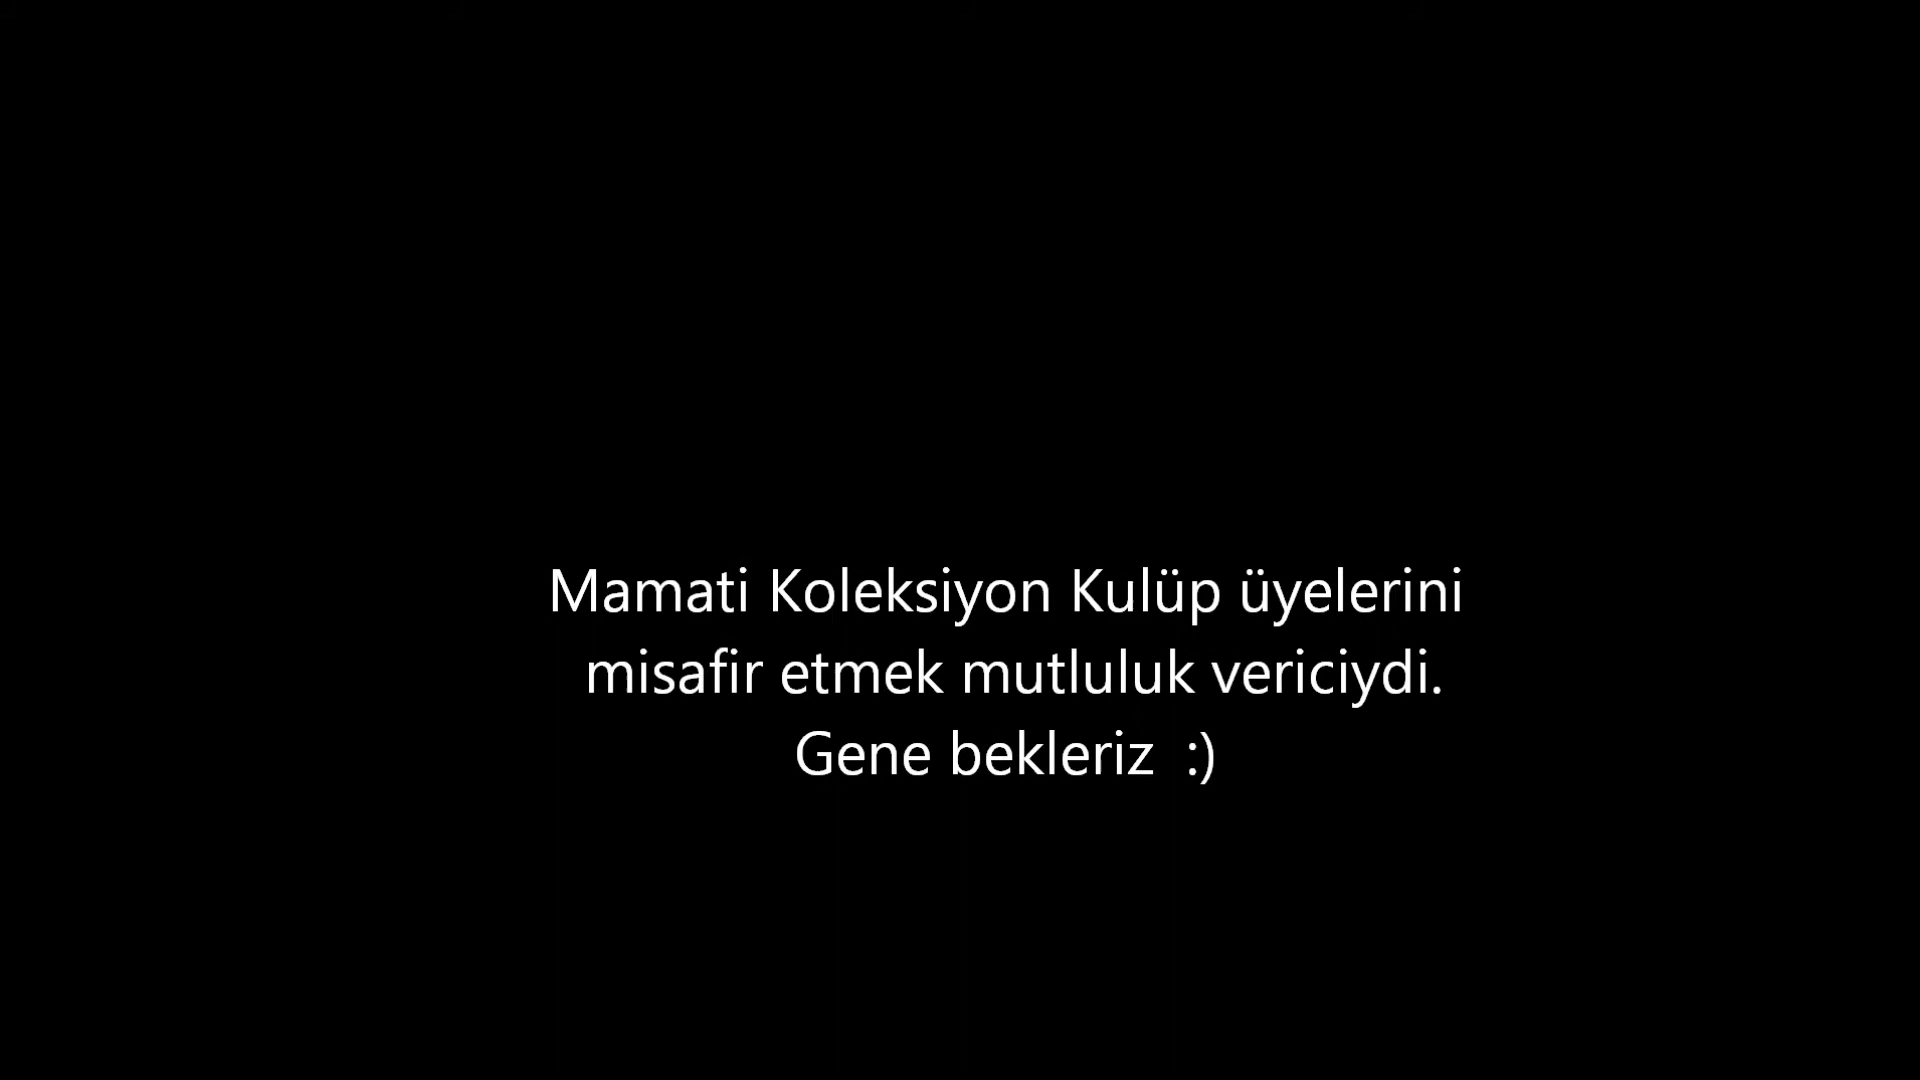 Mamati Koleksiyon Kulüp üyelerini
misafir etmek mutluluk vericiydi.
Gene bekleriz  :)